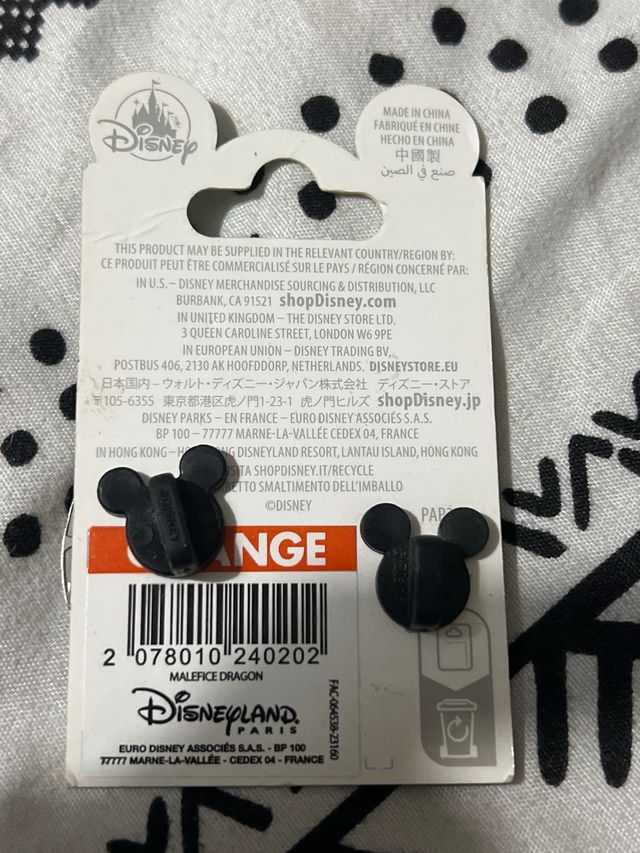 Disney
MADE IN CHINA
FABRIQUÉ EN CHINE
HECHO EN CHINA
中國製
صنع في الصين
THIS PRODUCT MAY BE SUPPLIED IN THE RELEVANT COUNTRY/REGION BY:
CE PRODUIT PEUT ÊTRE COMMERCIALISÉ SUR LE PAYS / RÉGION CONCERNÉ PAR:
IN U.S. – DISNEY MERCHANDISE SOURCING & DISTRIBUTION, LLC
BURBANK, CA 91521 shopDisney.com
IN UNITED KINGDOM – THE DISNEY STORE LTD.
3 QUEEN CAROLINE STREET, LONDON W6 9PE
IN EUROPEAN UNION – DISNEY TRADING BV,
POSTBUS 406, 2130 AK HOOFDDORP, NETHERLANDS. DISNEYSTORE.EU
日本国内 – ウォルト・ディズニー・ジャパン株式会社 ディズニー・ストア
〒105-6355 東京都港区虎ノ門1-23-1 虎ノ門ヒルズ shopDisney.jp
DISNEY PARKS – EN FRANCE – EURO DISNEY ASSOCIÉS S.A.S.
BP 100 – 77777 MARNE-LA-VALLÉE CEDEX 04, FRANCE
IN HONG KONG – HONG KONG DISNEYLAND RESORT, LANTAU ISLAND, HONG KONG
SHOPDISNEY.IT/RECYCLE
SMALTIMENTO DELL'IMBALLO
©DISNEY
PAP
ANGE
2 078010 240202
MALEFICE DRAGON
Disneyland
PARIS
EURO DISNEY ASSOCIÉS S.A.S. - BP 100
77777 MARNE-LA-VALLÉE - CEDEX 04 - FRANCE
FAC-064538-23160